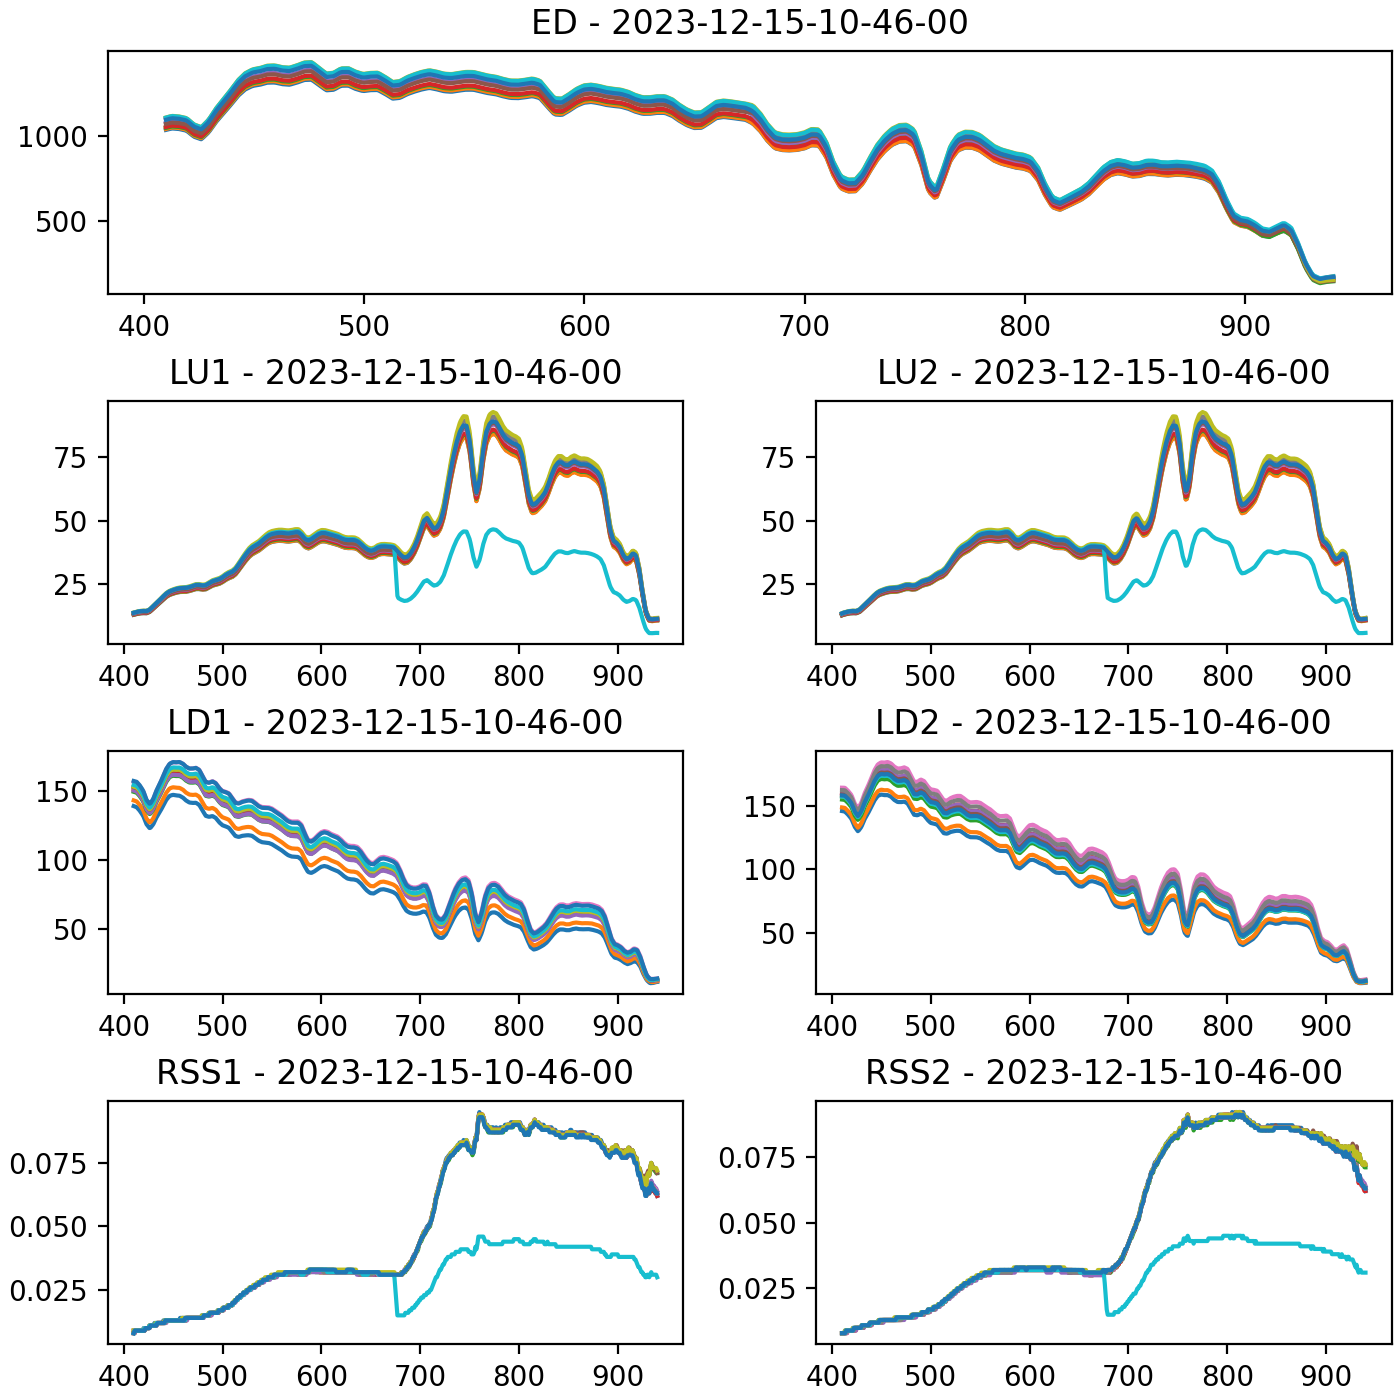 ED - 2023-12-15-10-46-00
1000
500
400 500 600 700 800 900
LU1 - 2023-12-15-10-46-00
75
50
25
400 500 600 700 800 900
LU2 - 2023-12-15-10-46-00
75
50
25
400 500 600 700 800 900
LD1 - 2023-12-15-10-46-00
150
100
50
400 500 600 700 800 900
LD2 - 2023-12-15-10-46-00
150
100
50
400 500 600 700 800 900
RSS1 - 2023-12-15-10-46-00
0.075
0.050
0.025
400 500 600 700 800 900
RSS2 - 2023-12-15-10-46-00
0.075
0.050
0.025
400 500 600 700 800 900